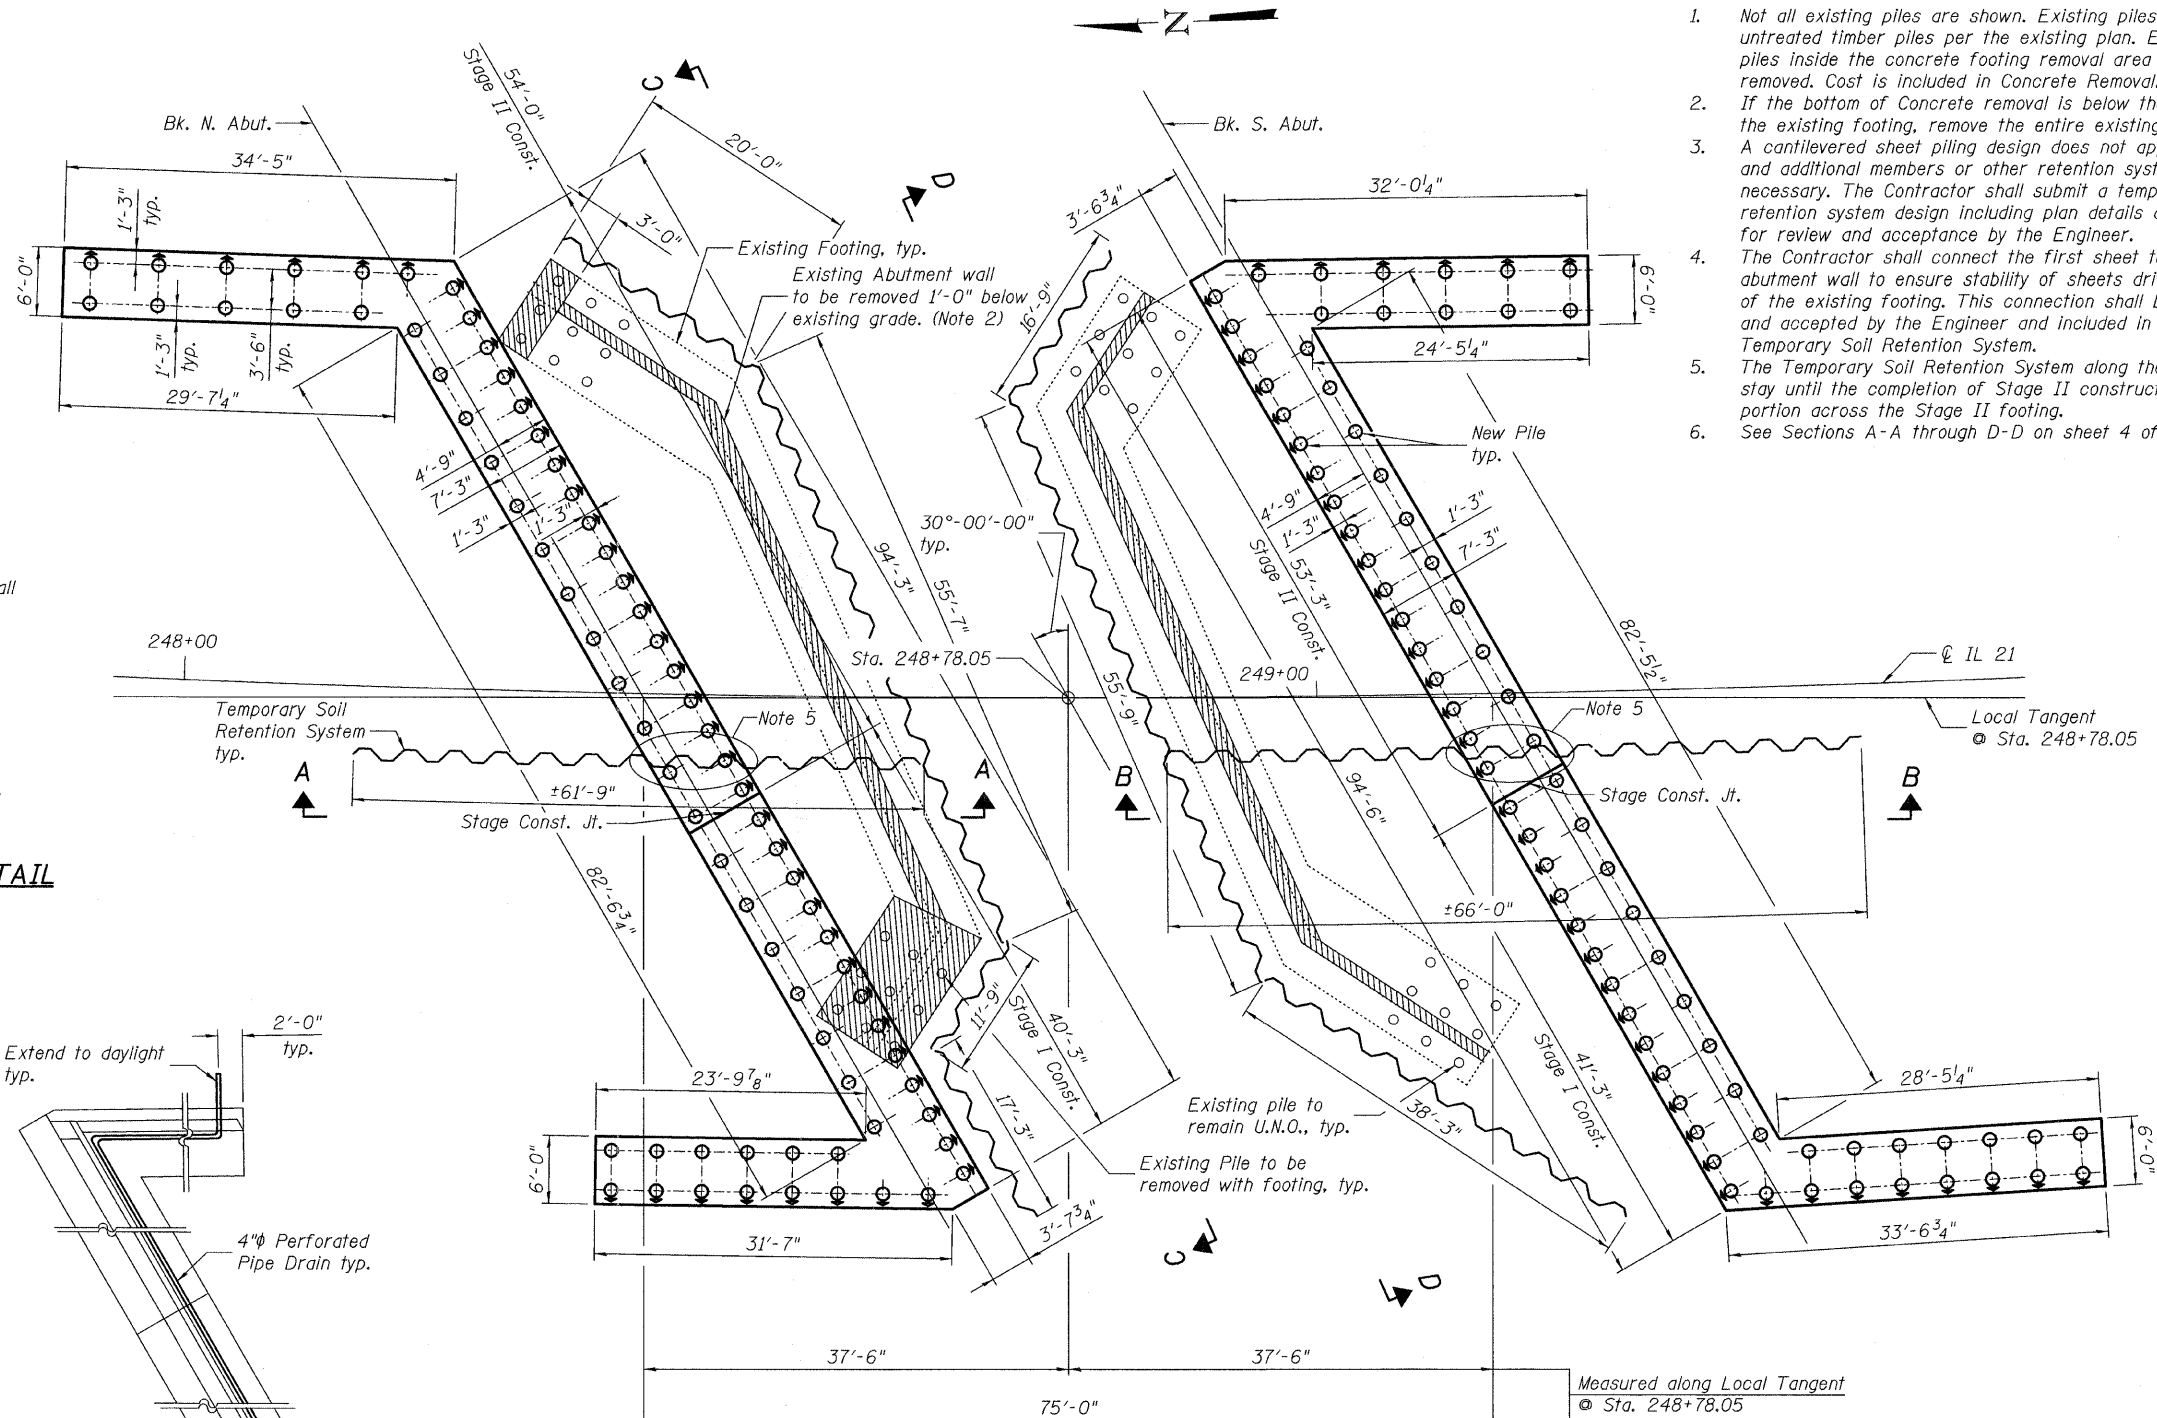 N
1. Not all existing piles are shown. Existing piles
untreated timber piles per the existing plan. E
piles inside the concrete footing removal area
removed. Cost is included in Concrete Removal.
2. If the bottom of Concrete removal is below the
the existing footing, remove the entire existing
3. A cantilevered sheet piling design does not ap
and additional members or other retention syst
necessary. The Contractor shall submit a temp
retention system design including plan details
for review and acceptance by the Engineer.
4. The Contractor shall connect the first sheet t
abutment wall to ensure stability of sheets dri
of the existing footing. This connection shall
and accepted by the Engineer and included in
Temporary Soil Retention System.
5. The Temporary Soil Retention System along the
stay until the completion of Stage II construct
portion across the Stage II footing.
6. See Sections A-A through D-D on sheet 4 of
Bk. N. Abut.
34'-5"
1'-3"
typ.
6'-0"
1'-3"
typ.
3'-6"
typ.
29'-7¼"
54'-0"
Stage II Const.
C
20'-0"
D
3'-0"
Existing Footing, typ.
Existing Abutment wall
to be removed 1'-0" below
existing grade. (Note 2)
Bk. S. Abut.
32'-0¼"
3'-6¾"
16'-9"
6'-0"
24'-5¼"
New Pile
typ.
4'-9"
7'-3"
1'-3"
1'-3"
30°-00'-00"
typ.
94'-3"
55'-7"
Stage II Const.
53'-3"
4'-9"
1'-3"
1'-3"
7'-3"
82'-5½"
all
248+00
Sta. 248+78.05
249+00
℄ IL 21
Local Tangent
@ Sta. 248+78.05
Temporary Soil
Retention System
typ.
Note 5
55'-9"
Note 5
A
A
B
B
±61'-9"
Stage Const. Jt.
Stage Const. Jt.
94'-6"
±66'-0"
82'-6¾"
TAIL
Extend to daylight
typ.
2'-0"
typ.
4"ϕ Perforated
Pipe Drain typ.
23'-9⅞"
6'-0"
31'-7"
11'-9"
Stage I Const.
40'-3"
17'-3"
3'-7¾"
Existing pile to
remain U.N.O., typ.
Existing Pile to be
removed with footing, typ.
38'-3"
Stage I Const.
41'-3"
28'-5¼"
6'-0"
33'-6¾"
C
D
37'-6"
37'-6"
75'-0"
Measured along Local Tangent
@ Sta. 248+78.05